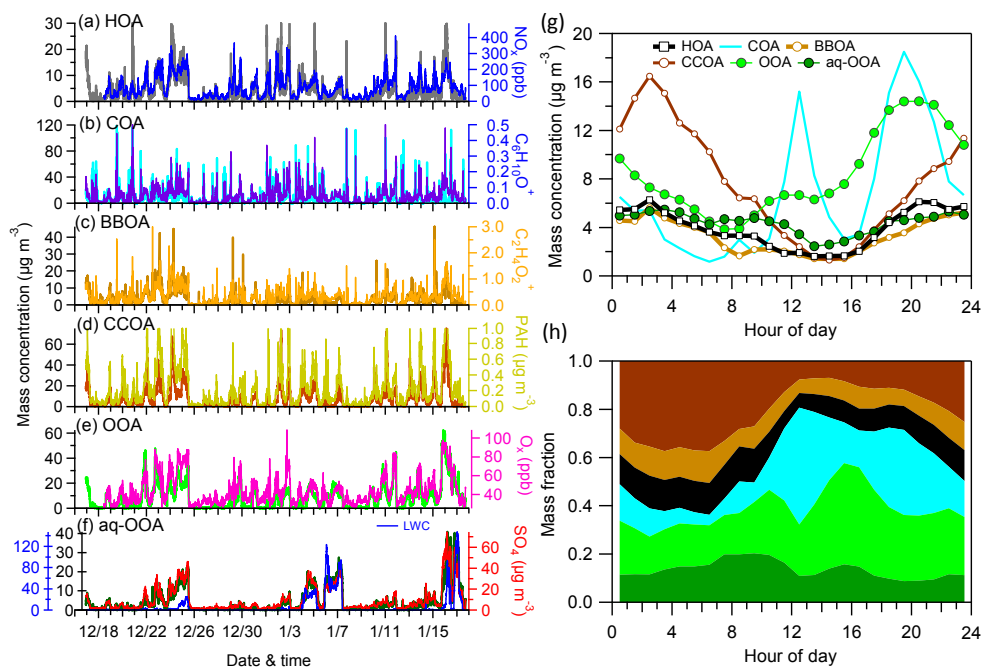 (a) HOA
30
20
10
0
400
300
200
100
0
NOx (ppb)
(b) COA
120
80
40
0
0.5
0.4
0.3
0.2
0.1
0.0
C6H10O+
(c) BBOA
40
30
20
10
0
3.0
2.0
1.0
0.0
C2H4O2+
(d) CCOA
60
40
20
0
1.0
0.8
0.6
0.4
0.2
0.0
PAH (µg m-3)
(e) OOA
60
40
20
0
100
80
60
40
Ox (ppb)
(f) aq-OOA
LWC
120
80
40
0
40
30
20
10
0
60
40
20
0
SO4 (µg m-3)
Mass concentration (µg m-3)
12/18 12/22 12/26 12/30 1/3 1/7 1/11 1/15
Date & time
(g)
20
16
12
8
4
0
Mass concentration (µg m-3)
HOA COA BBOA
CCOA OOA aq-OOA
0 4 8 12 16 20 24
Hour of day
(h)
1.0
0.8
0.6
0.4
0.2
0.0
Mass fraction
0 4 8 12 16 20 24
Hour of day